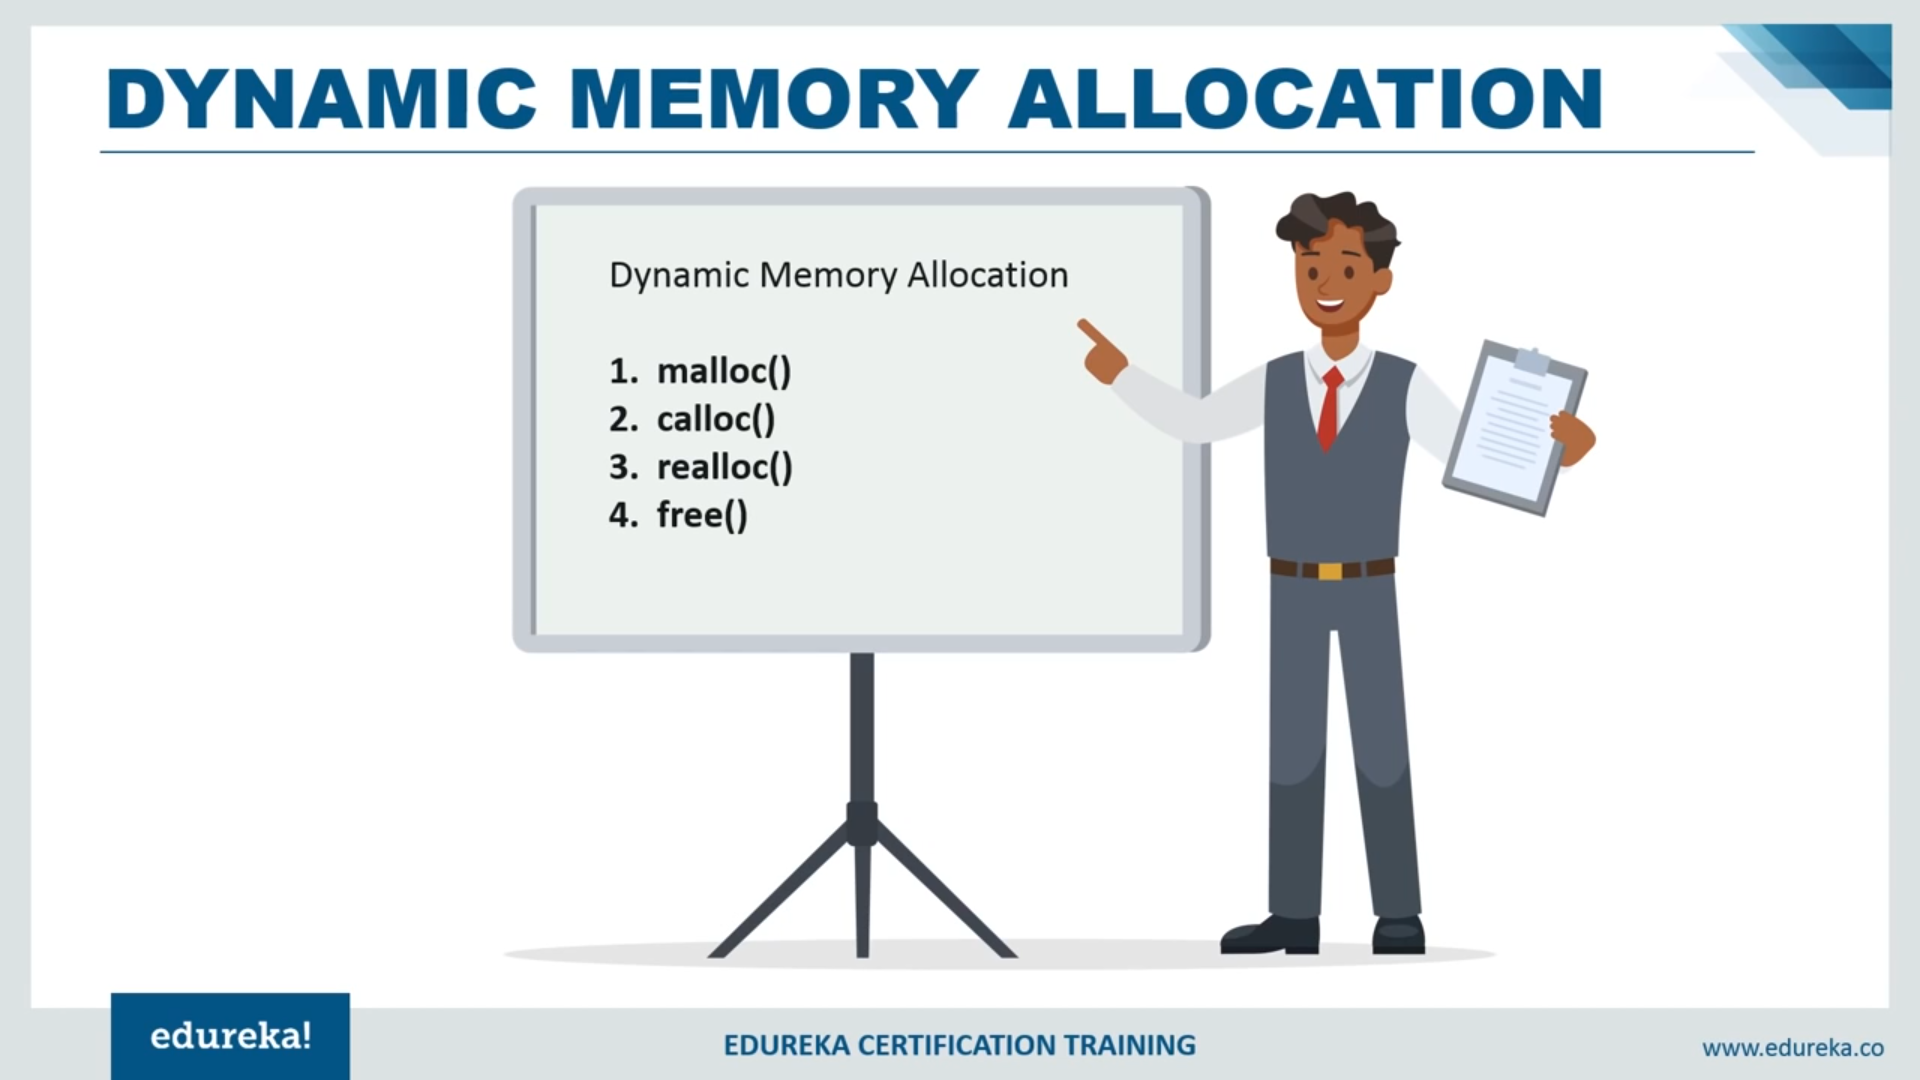 DYNAMIC MEMORY ALLOCATION
Dynamic Memory Allocation
1. malloc()
2. calloc()
3. realloc()
4. free()
edureka!
EDUREKA CERTIFICATION TRAINING
www.edureka.co